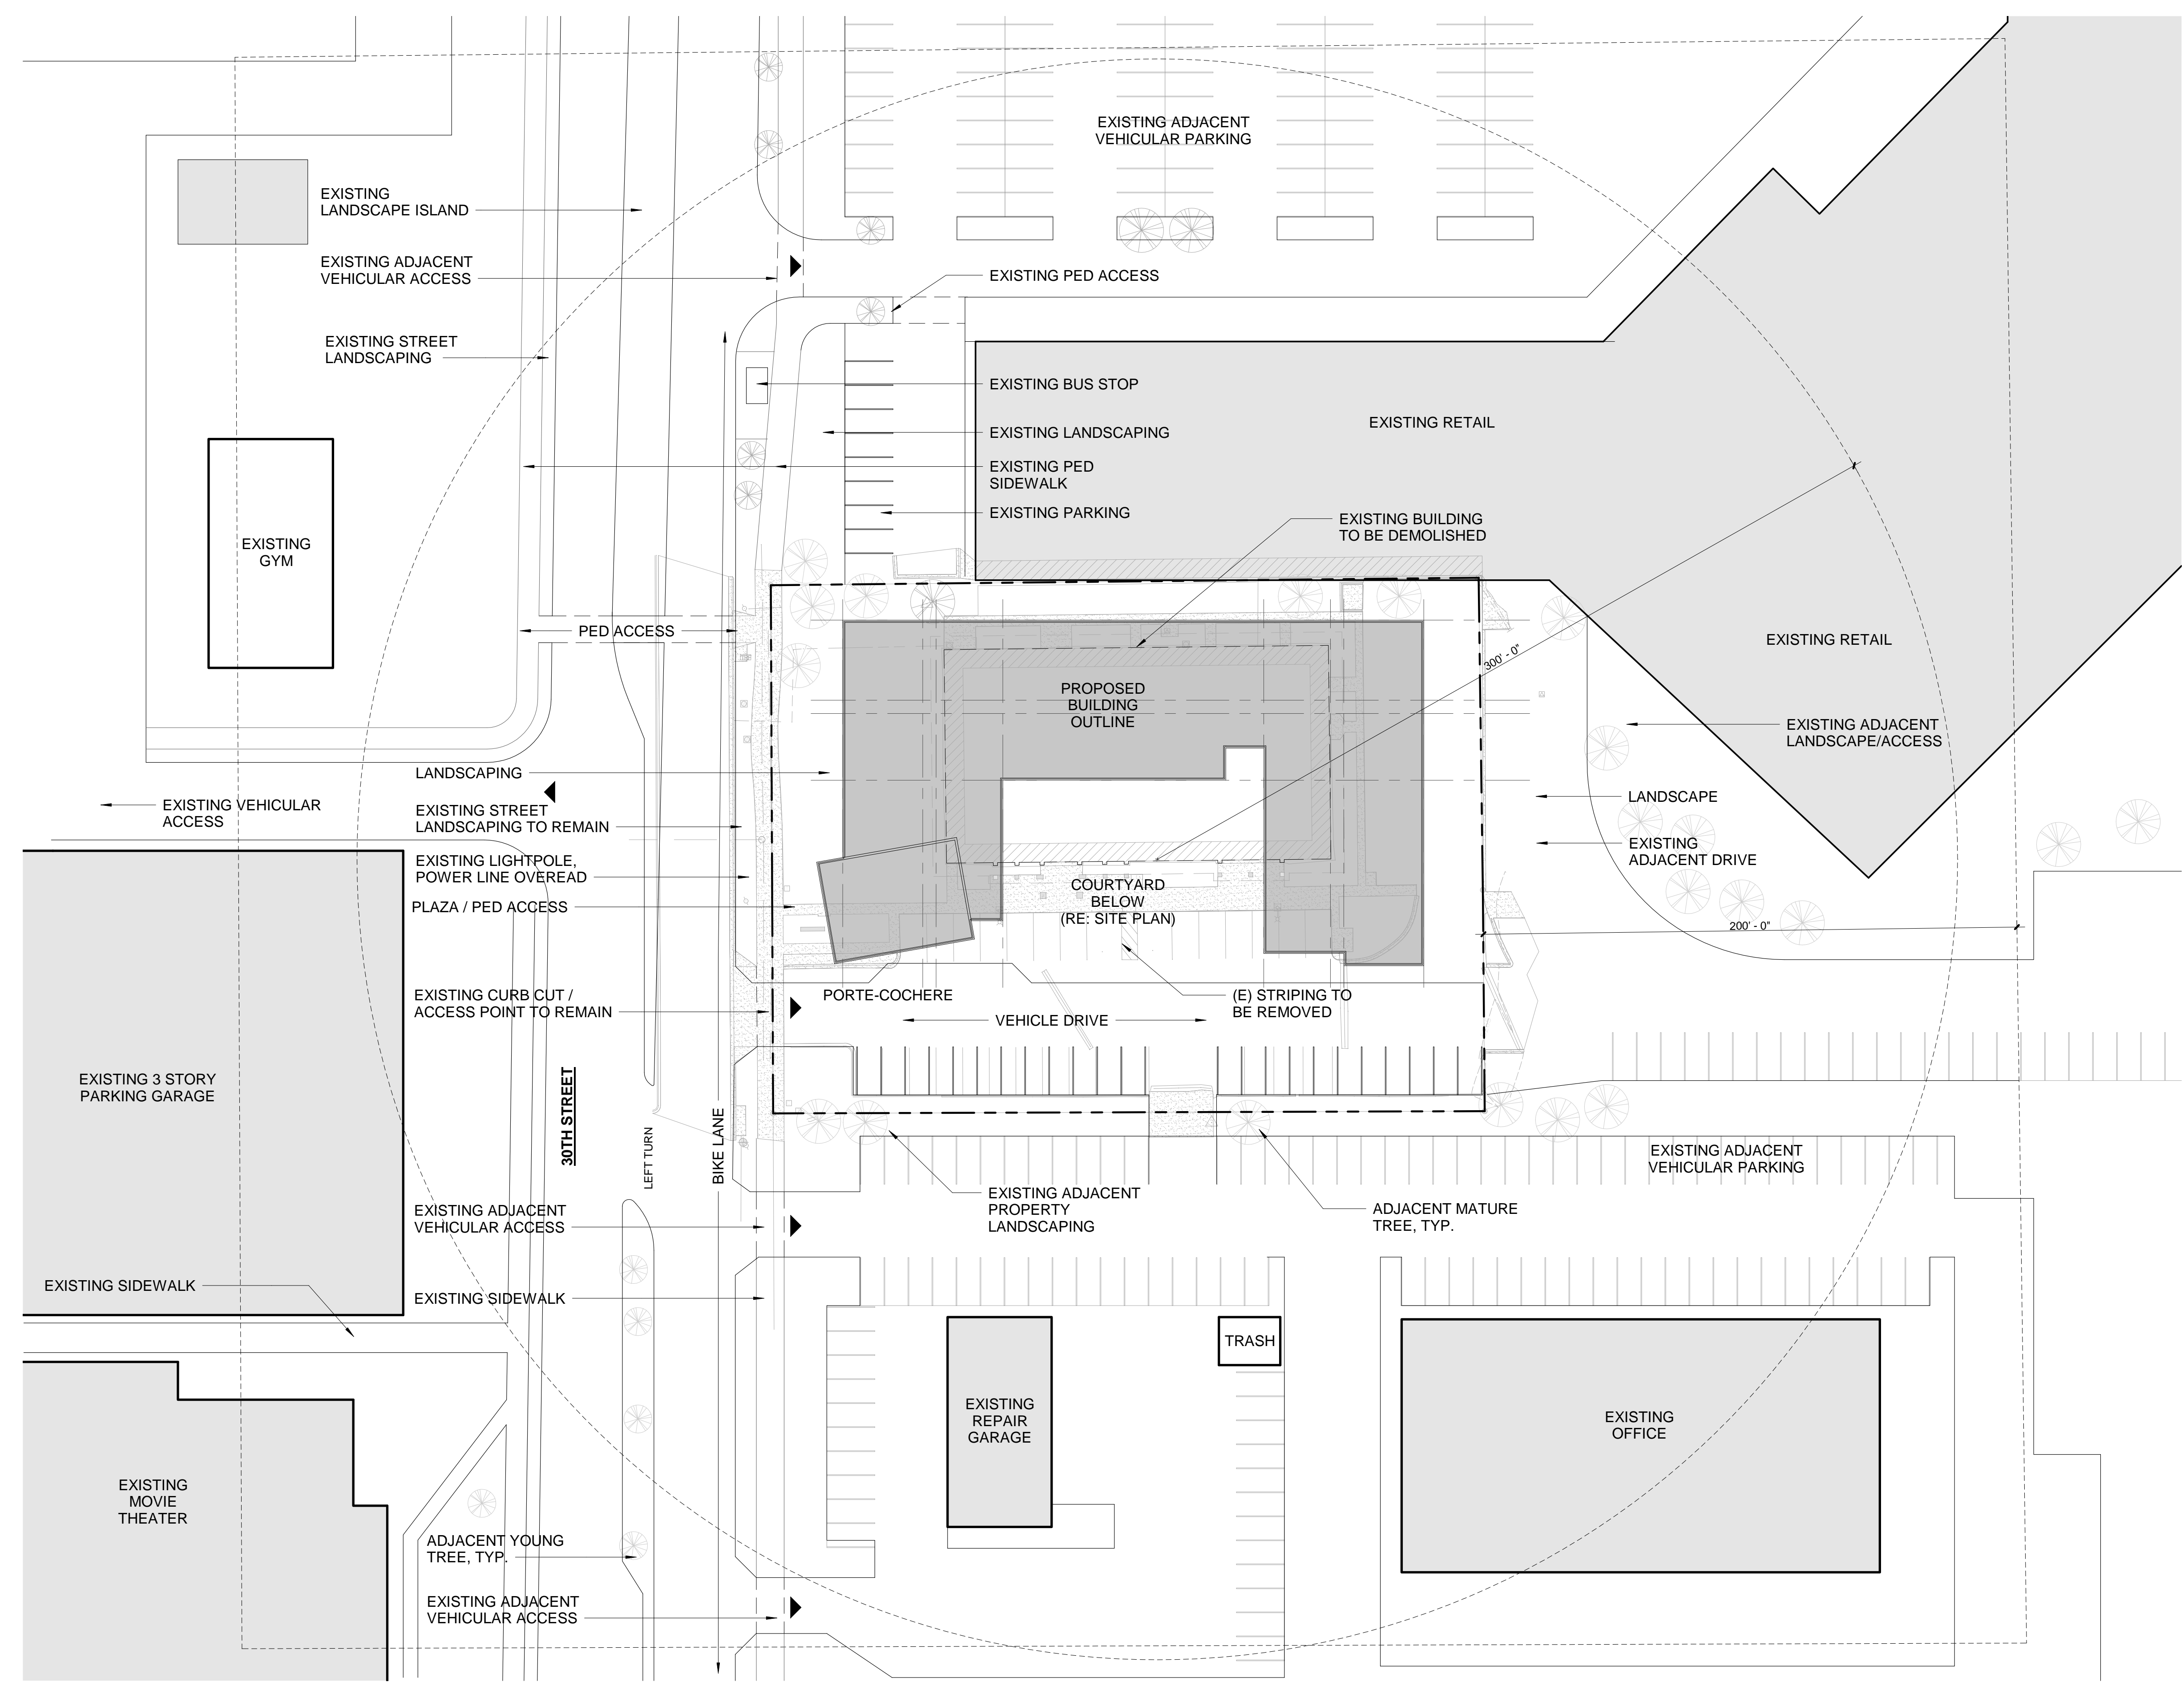 EXISTING ADJACENT
VEHICULAR PARKING
EXISTING
LANDSCAPE ISLAND
EXISTING ADJACENT
VEHICULAR ACCESS
EXISTING PED ACCESS
EXISTING STREET
LANDSCAPING
EXISTING BUS STOP
EXISTING RETAIL
EXISTING LANDSCAPING
EXISTING PED
SIDEWALK
EXISTING PARKING
EXISTING BUILDING
TO BE DEMOLISHED
EXISTING
GYM
PED ACCESS
EXISTING RETAIL
300' - 0"
PROPOSED
BUILDING
OUTLINE
EXISTING ADJACENT
LANDSCAPE/ACCESS
LANDSCAPING
EXISTING VEHICULAR
ACCESS
EXISTING STREET
LANDSCAPING TO REMAIN
LANDSCAPE
EXISTING
ADJACENT DRIVE
EXISTING LIGHTPOLE,
POWER LINE OVEREAD
PLAZA / PED ACCESS
COURTYARD
BELOW
(RE: SITE PLAN)
200' - 0"
EXISTING CURB CUT /
ACCESS POINT TO REMAIN
PORTE-COCHERE
(E) STRIPING TO
BE REMOVED
VEHICLE DRIVE
EXISTING 3 STORY
PARKING GARAGE
30TH STREET
LEFT TURN
BIKE LANE
EXISTING ADJACENT
VEHICULAR PARKING
EXISTING ADJACENT
PROPERTY
LANDSCAPING
ADJACENT MATURE
TREE, TYP.
EXISTING ADJACENT
VEHICULAR ACCESS
EXISTING SIDEWALK
EXISTING SIDEWALK
TRASH
EXISTING
REPAIR
GARAGE
EXISTING
OFFICE
EXISTING
MOVIE
THEATER
ADJACENT YOUNG
TREE, TYP.
EXISTING ADJACENT
VEHICULAR ACCESS